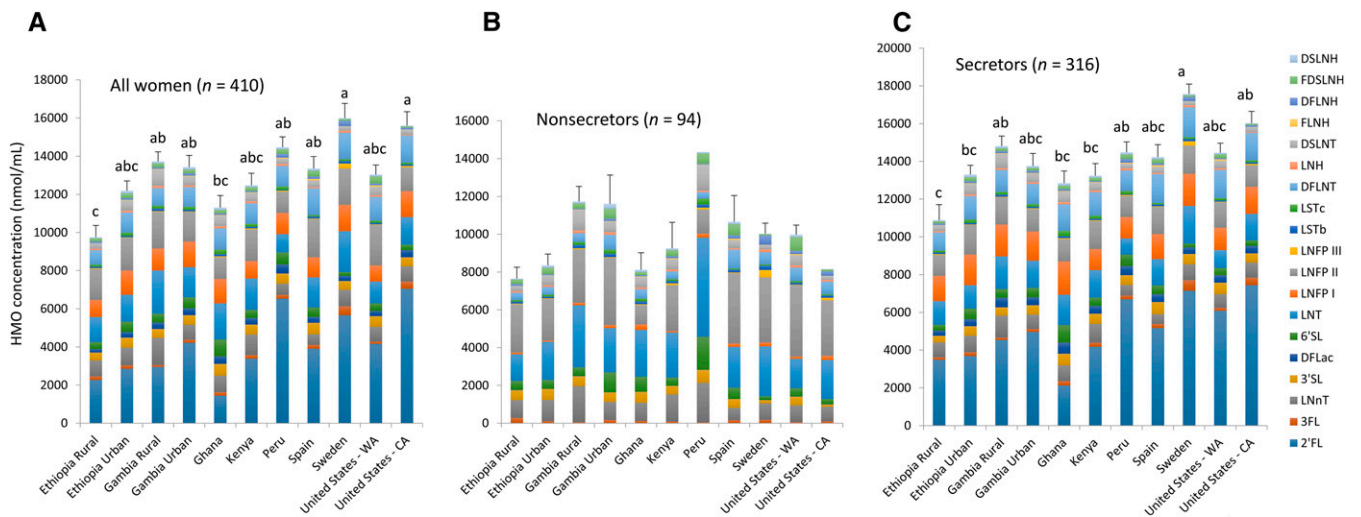 A
B
C
All women (n = 410)
Nonsecretors (n = 94)
Secretors (n = 316)
HMO concentration (nmol/mL)
18000
16000
14000
12000
10000
8000
6000
4000
2000
0
c
abc
ab
ab
bc
abc
ab
ab
a
abc
a
Ethiopia Rural
Ethiopia Urban
Gambia Rural
Gambia Urban
Ghana
Kenya
Peru
Spain
Sweden
United States - WA
United States - CA
16000
14000
12000
10000
8000
6000
4000
2000
0
Ethiopia Rural
Ethiopia Urban
Gambia Rural
Gambia Urban
Ghana
Kenya
Peru
Spain
Sweden
United States - WA
United States - CA
20000
18000
16000
14000
12000
10000
8000
6000
4000
2000
0
c
bc
ab
abc
abc
bc
ab
abc
a
abc
ab
Ethiopia Rural
Ethiopia Urban
Gambia Rural
Gambia Urban
Ghana
Kenya
Peru
Spain
Sweden
United States - WA
United States - CA
DSLNH
FDSLNH
DFLNH
FLNH
DSLNT
LNH
DFLNT
LSTc
LSTb
LNFP III
LNFP II
LNFP I
LNT
6'SL
DFLac
3'SL
LNnT
3FL
2'FL